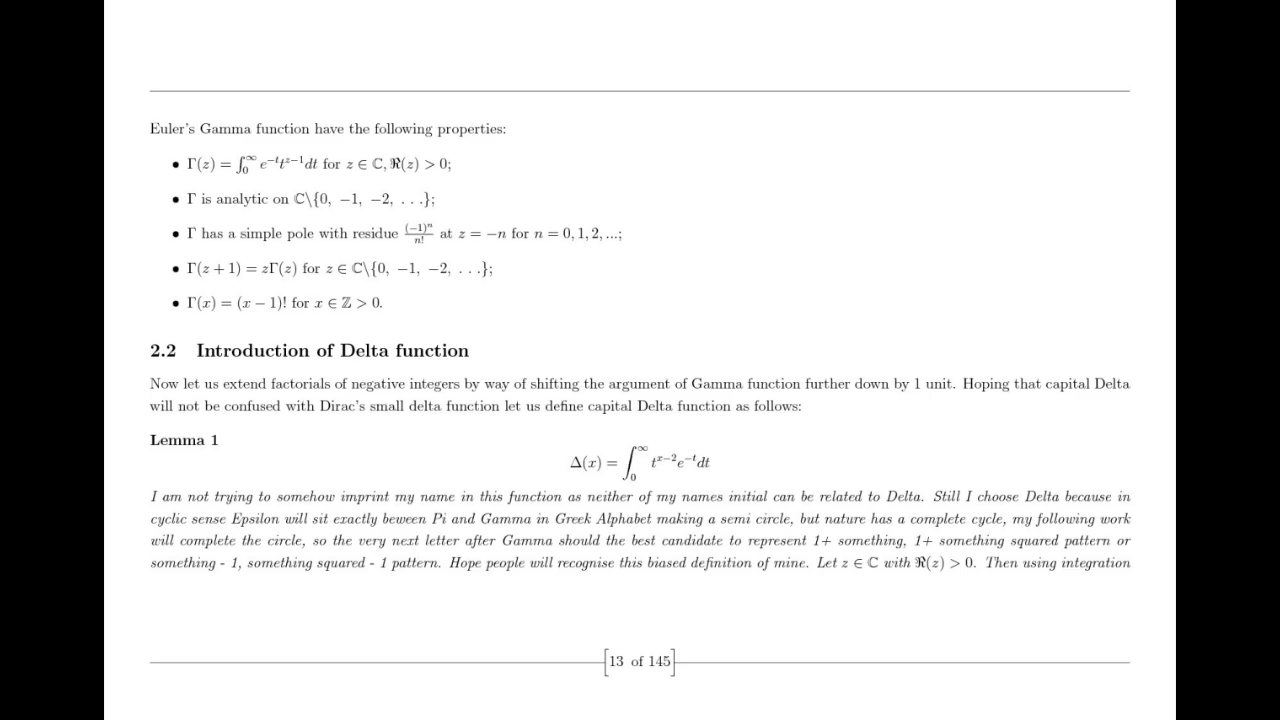 Euler's Gamma function have the following properties:
• Γ(z) = ∫₀^∞ e^{−t}t^{z−1}dt for z ∈ ℂ, ℜ(z) > 0;
• Γ is analytic on ℂ\{0, −1, −2, . . .};
• Γ has a simple pole with residue (−1)^n/n! at z = −n for n = 0, 1, 2, ...;
• Γ(z + 1) = zΓ(z) for z ∈ ℂ\{0, −1, −2, . . .};
• Γ(x) = (x − 1)! for x ∈ ℤ > 0.
2.2 Introduction of Delta function
Now let us extend factorials of negative integers by way of shifting the argument of Gamma function further down by 1 unit. Hoping that capital Delta
will not be confused with Dirac's small delta function let us define capital Delta function as follows:
Lemma 1
Δ(x) = ∫₀^∞ t^{x−2}e^{−t}dt
I am not trying to somehow imprint my name in this function as neither of my names initial can be related to Delta. Still I choose Delta because in
cyclic sense Epsilon will sit exactly beween Pi and Gamma in Greek Alphabet making a semi circle, but nature has a complete cycle, my following work
will complete the circle, so the very next letter after Gamma should the best candidate to represent 1+ something, 1+ something squared pattern or
something - 1, something squared - 1 pattern. Hope people will recognise this biased definition of mine. Let z ∈ ℂ with ℜ(z) > 0. Then using integration
13 of 145